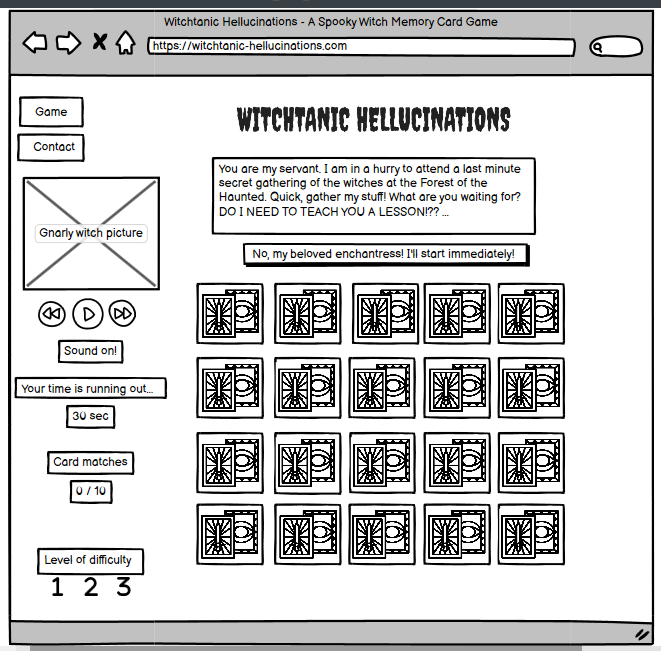 Witchtanic Hellucinations - A Spooky Witch Memory Card Game
https://witchtanic-hellucinations.com
Game
Contact
WITCHTANIC HELLUCINATIONS
You are my servant. I am in a hurry to attend a last minute
secret gathering of the witches at the Forest of the
Haunted. Quick, gather my stuff! What are you waiting for?
DO I NEED TO TEACH YOU A LESSON!?? ...
No, my beloved enchantress! I'll start immediately!
Gnarly witch picture
Sound on!
Your time is running out...
30 sec
Card matches
0 / 10
Level of difficulty
1 2 3